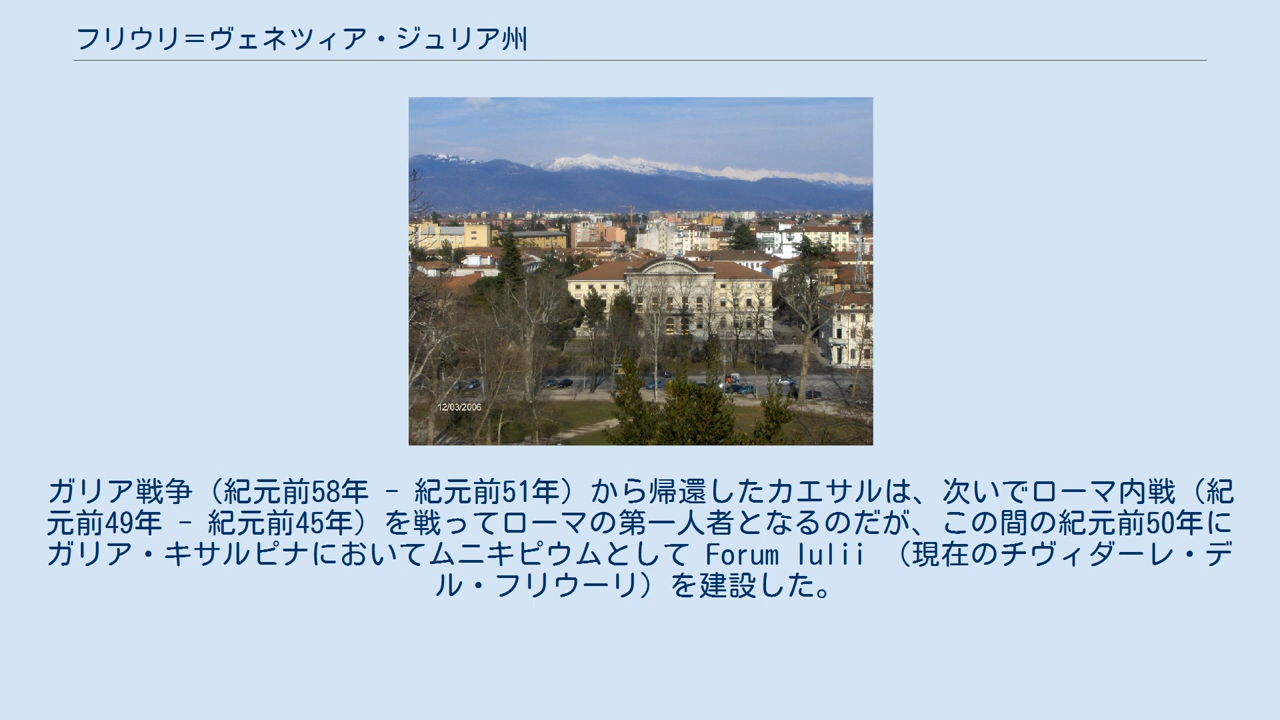 フリウリ＝ヴェネツィア・ジュリア州
12/03/2006
ガリア戦争（紀元前58年 - 紀元前51年）から帰還したカエサルは、次いでローマ内戦（紀
元前49年 - 紀元前45年）を戦ってローマの第一人者となるのだが、この間の紀元前50年に
ガリア・キサルピナにおいてムニキピウムとして Forum Iulii （現在のチヴィダーレ・デ
ル・フリウーリ）を建設した。